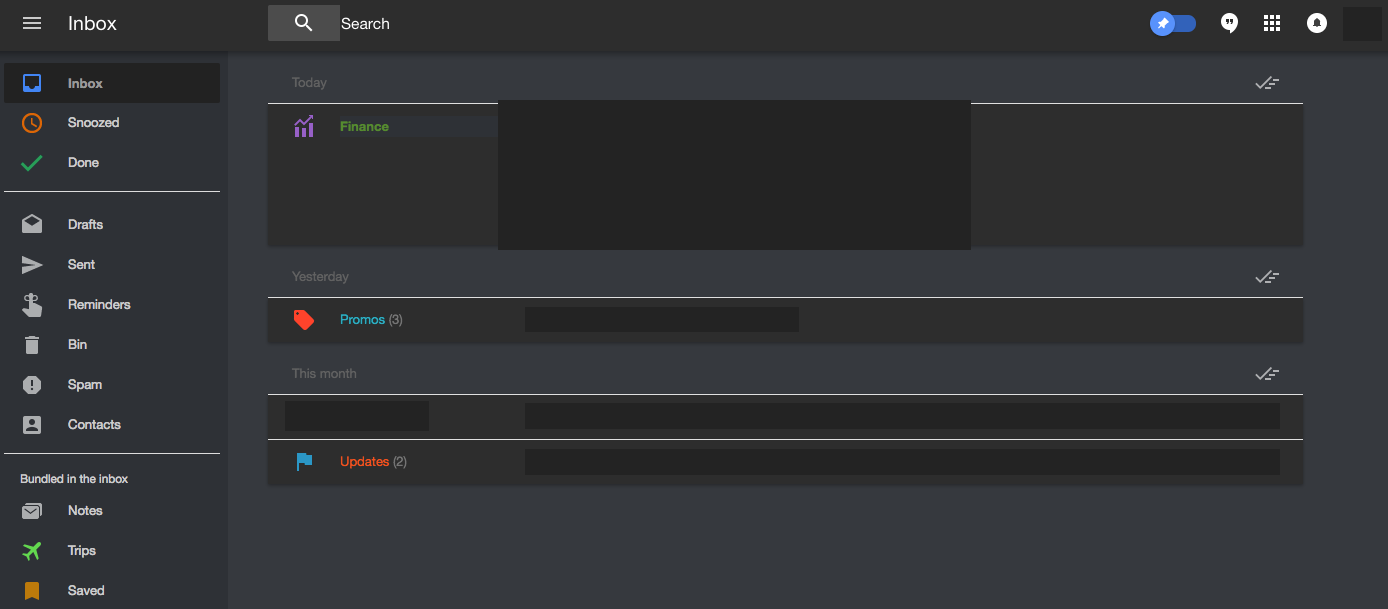 Inbox
Search
Inbox
Snoozed
Done
Drafts
Sent
Reminders
Bin
Spam
Contacts
Bundled in the inbox
Notes
Trips
Saved
Today
Finance
Yesterday
Promos (3)
This month
Updates (2)